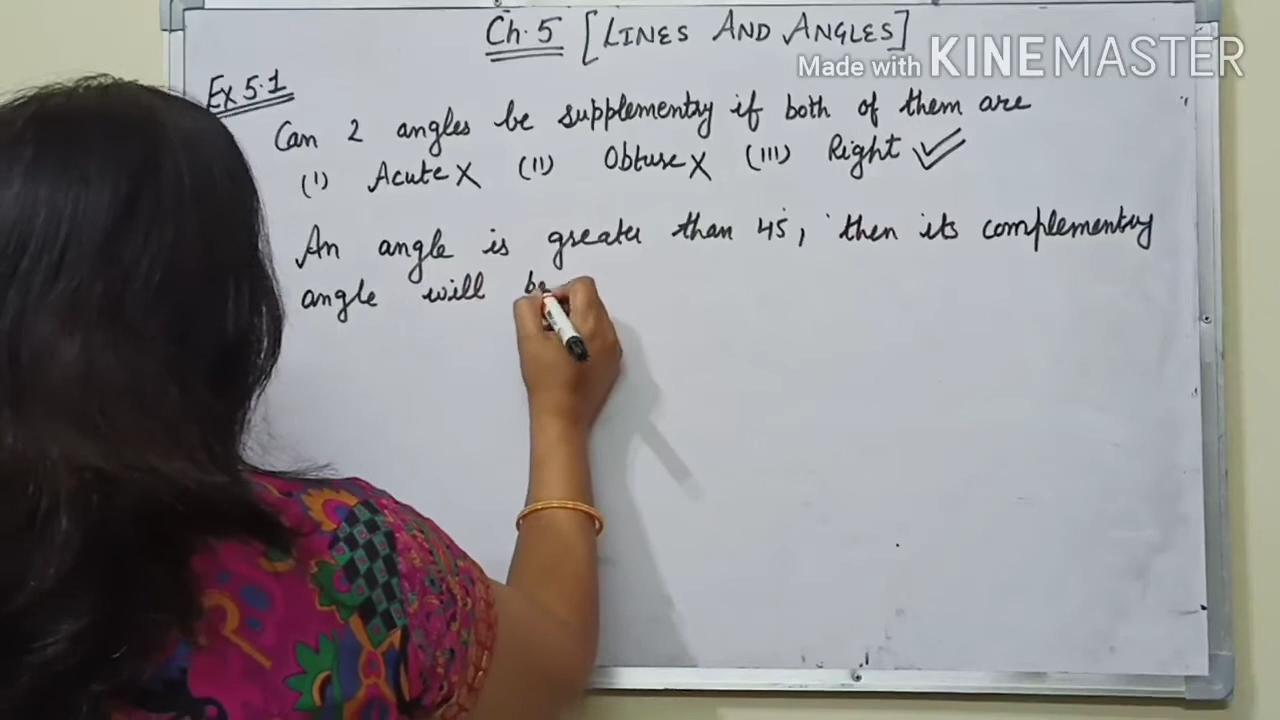 Ch.5 [LINES AND ANGLES]
Made with KINEMASTER
Ex 5.1
Can 2 angles be supplementry if both of them are
(i) Acute X (ii) Obtuse X (iii) Right ✓
An angle is greater than 45, then its complementry
angle will be